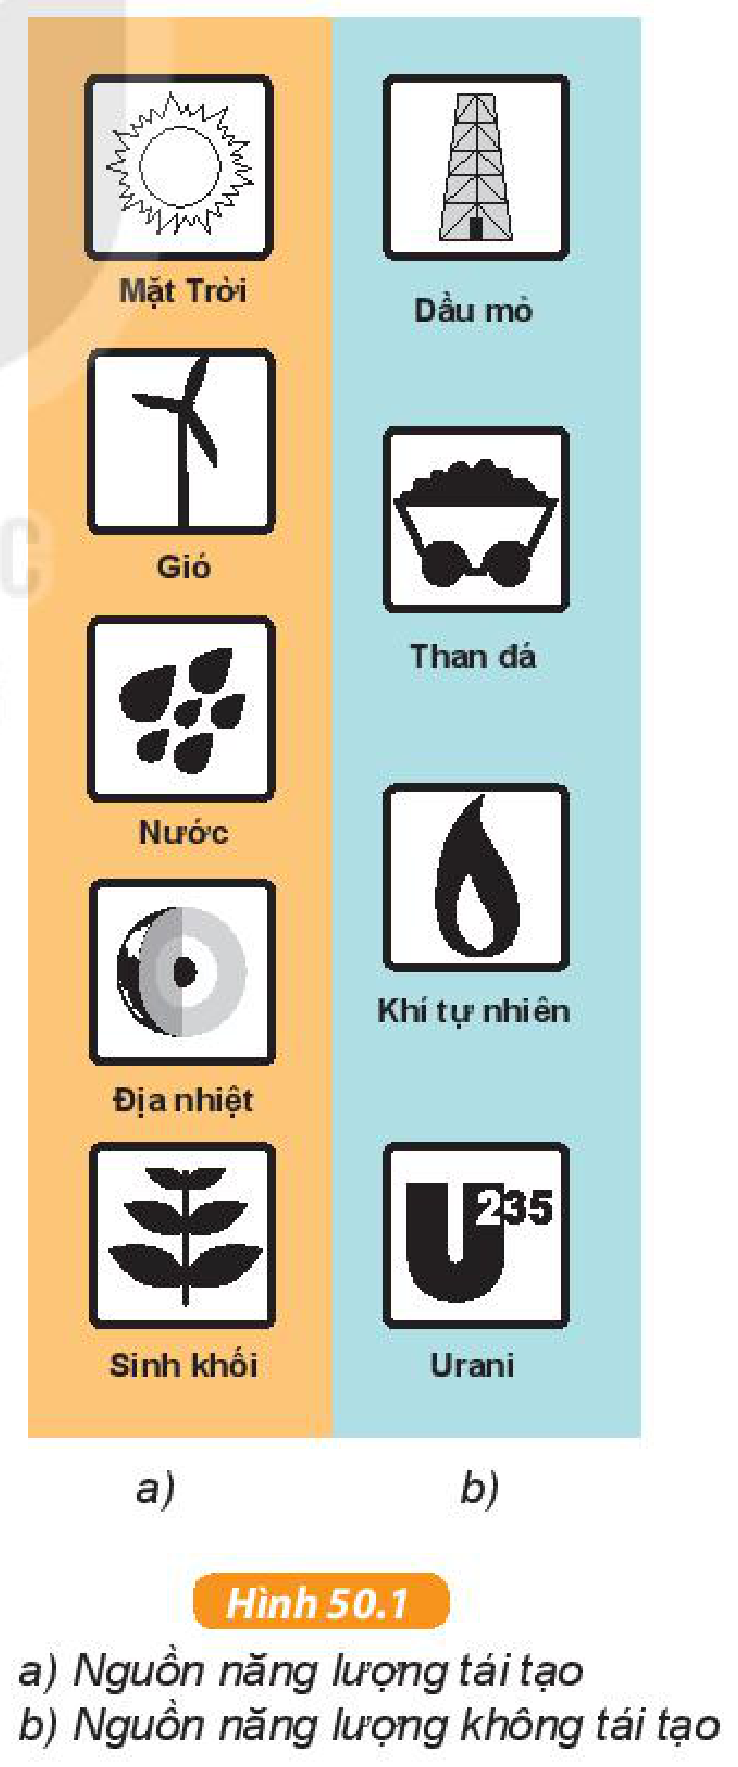 Mặt Trời
Gió
Nước
Địa nhiệt
Sinh khối
Dầu mỏ
Than đá
Khí tự nhiên
U235
Urani
a)
b)
Hình 50.1
a) Nguồn năng lượng tái tạo
b) Nguồn năng lượng không tái tạo